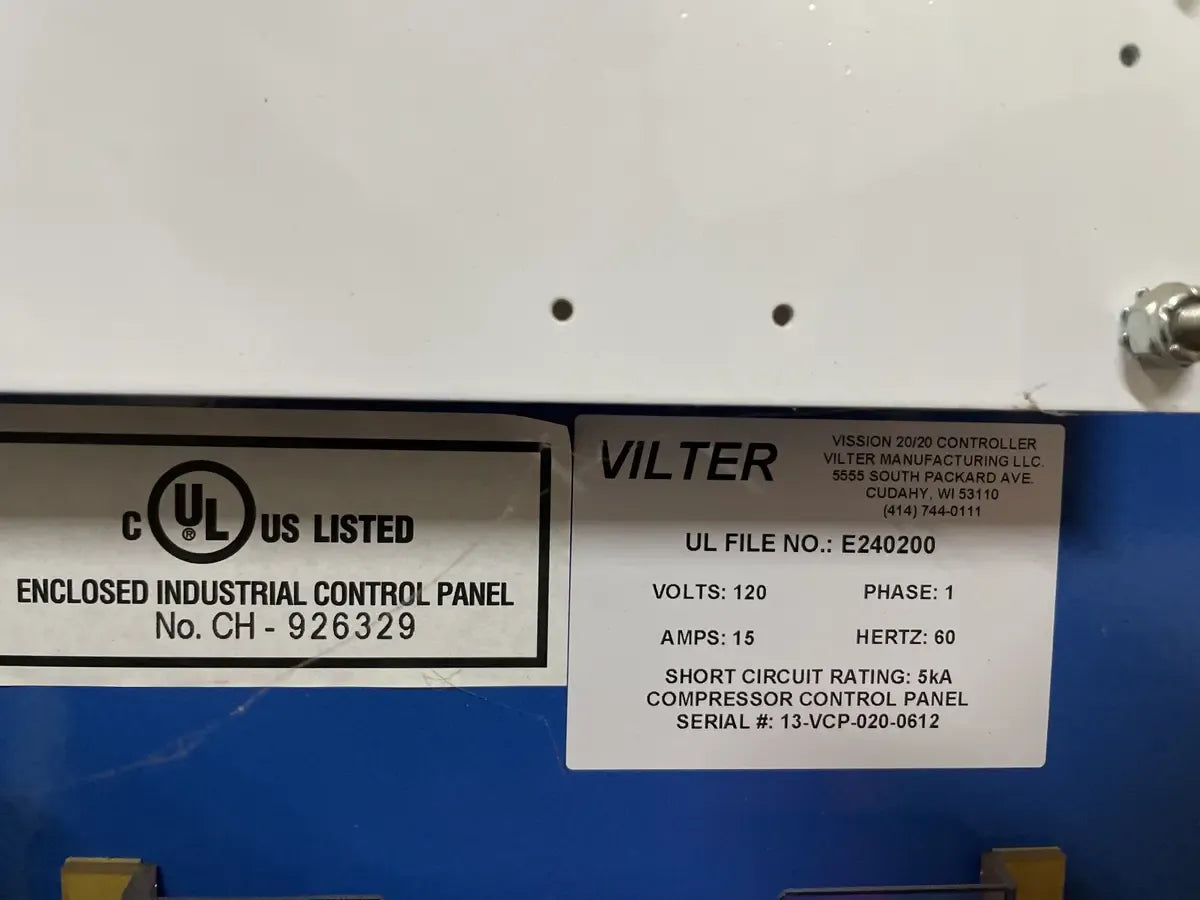 C UL ® US LISTED
ENCLOSED INDUSTRIAL CONTROL PANEL
No. CH - 926329
VILTER
VISSION 20/20 CONTROLLER
VILTER MANUFACTURING LLC.
5555 SOUTH PACKARD AVE.
CUDAHY, WI 53110
(414) 744-0111
UL FILE NO.: E240200
VOLTS: 120 PHASE: 1
AMPS: 15 HERTZ: 60
SHORT CIRCUIT RATING: 5kA
COMPRESSOR CONTROL PANEL
SERIAL #: 13-VCP-020-0612